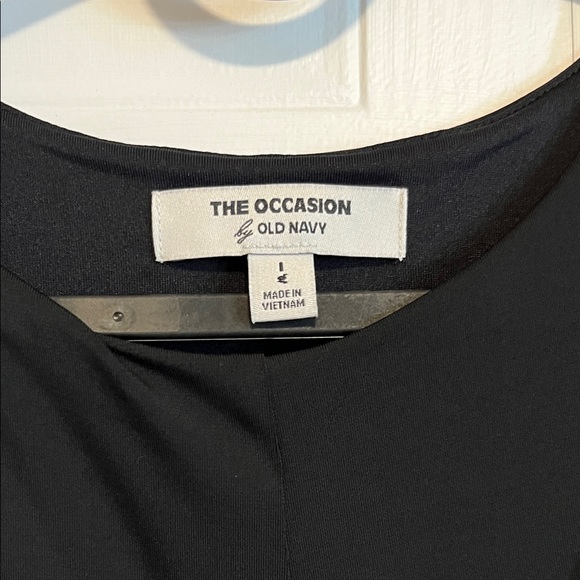 THE OCCASION
by OLD NAVY
MADE IN
VIETNAM